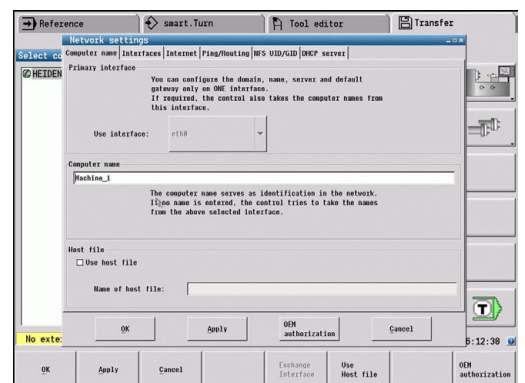 Reference
smart.Turn
Tool editor
Transfer
Network settings
Select co
Computer name
Interfaces
Internet
Ping/Routing
NFS UID/GID
DHCP server
HEIDEN
Primary interface
You can configure the domain, name, server and default
gateway only on ONE interface.
If required, the control also takes the computer names from
this interface.
Use interface:
eth0
Computer name
Machine_1
The computer name serves as identification in the network.
If no name is entered, the control tries to take the names
from the above selected interface.
Host file
Use host file
Name of host file:
T
OK
Apply
OEM
authorization
Cancel
No exte
6:12:30
OK
Apply
Cancel
Exchange
Interface
Use
Host file
OEM
authorization